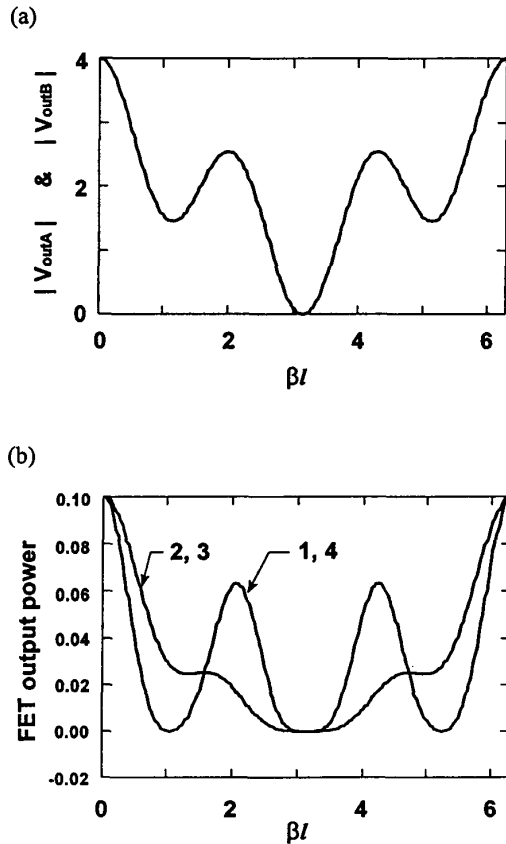 (a)
|VoutA| & |VoutB|
4
2
0
0 2 4 6
βl
(b)
FET output power
0.10
0.08
0.06
0.04
0.02
0.00
-0.02
2, 3
1, 4
0 2 4 6
βl